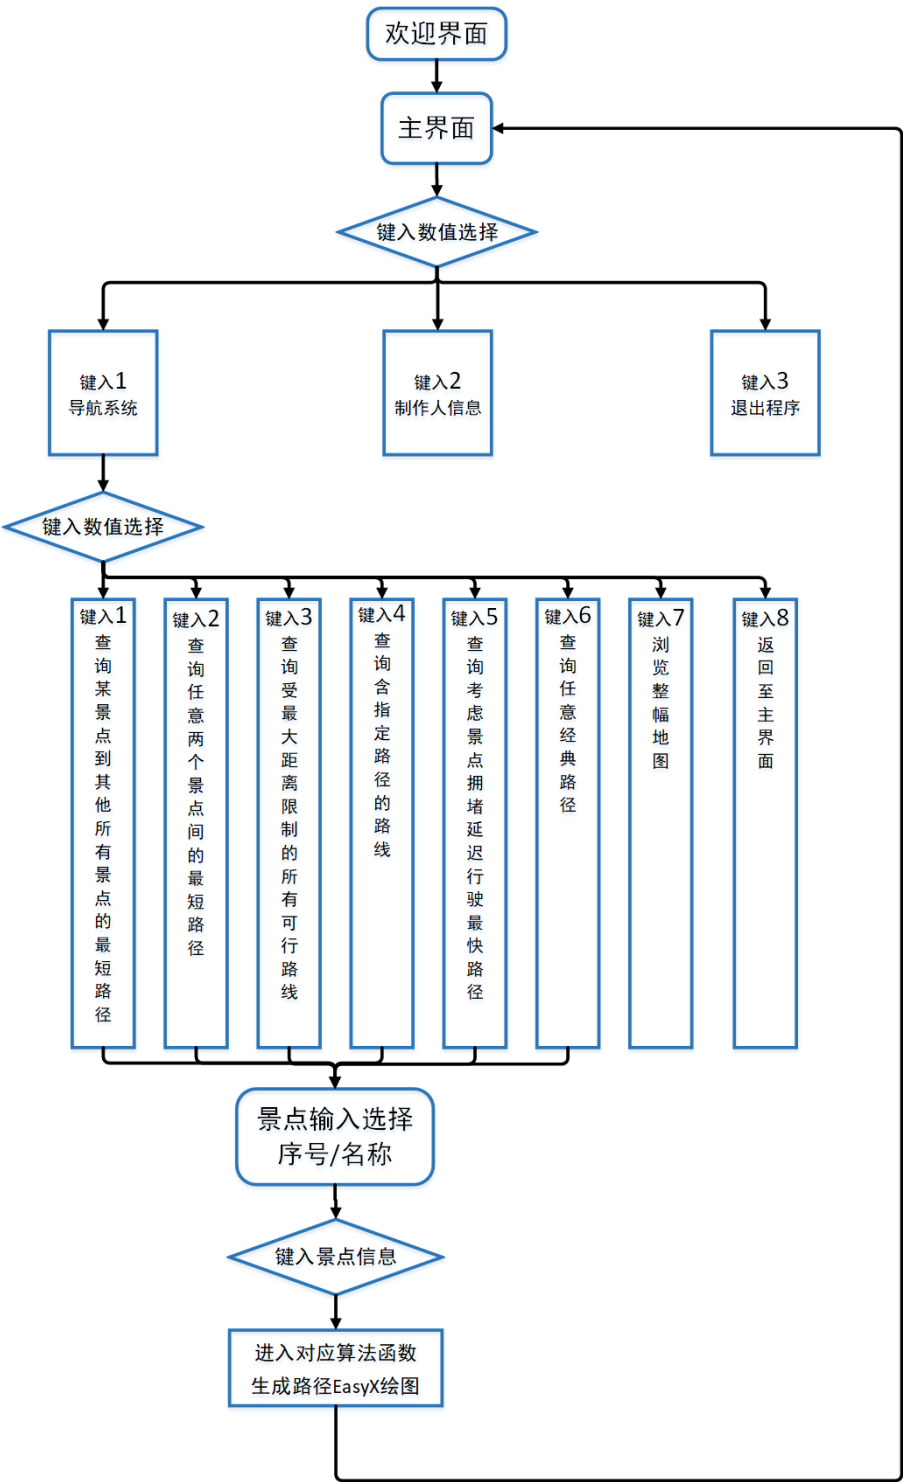 欢迎界面
主界面
键入数值选择
键入1
导航系统
键入2
制作人信息
键入3
退出程序
键入数值选择
键入1
查询某景点到其他所有景点的最短路径
键入2
查询任意两个景点间的最短路径
键入3
查询受最大距离限制的所有可行路线
键入4
查询含指定路径的路线
键入5
查询考虑景点拥堵延迟行驶最快路径
键入6
查询任意经典路径
键入7
浏览整幅地图
键入8
返回至主界面
景点输入选择
序号/名称
键入景点信息
进入对应算法函数
生成路径EasyX绘图